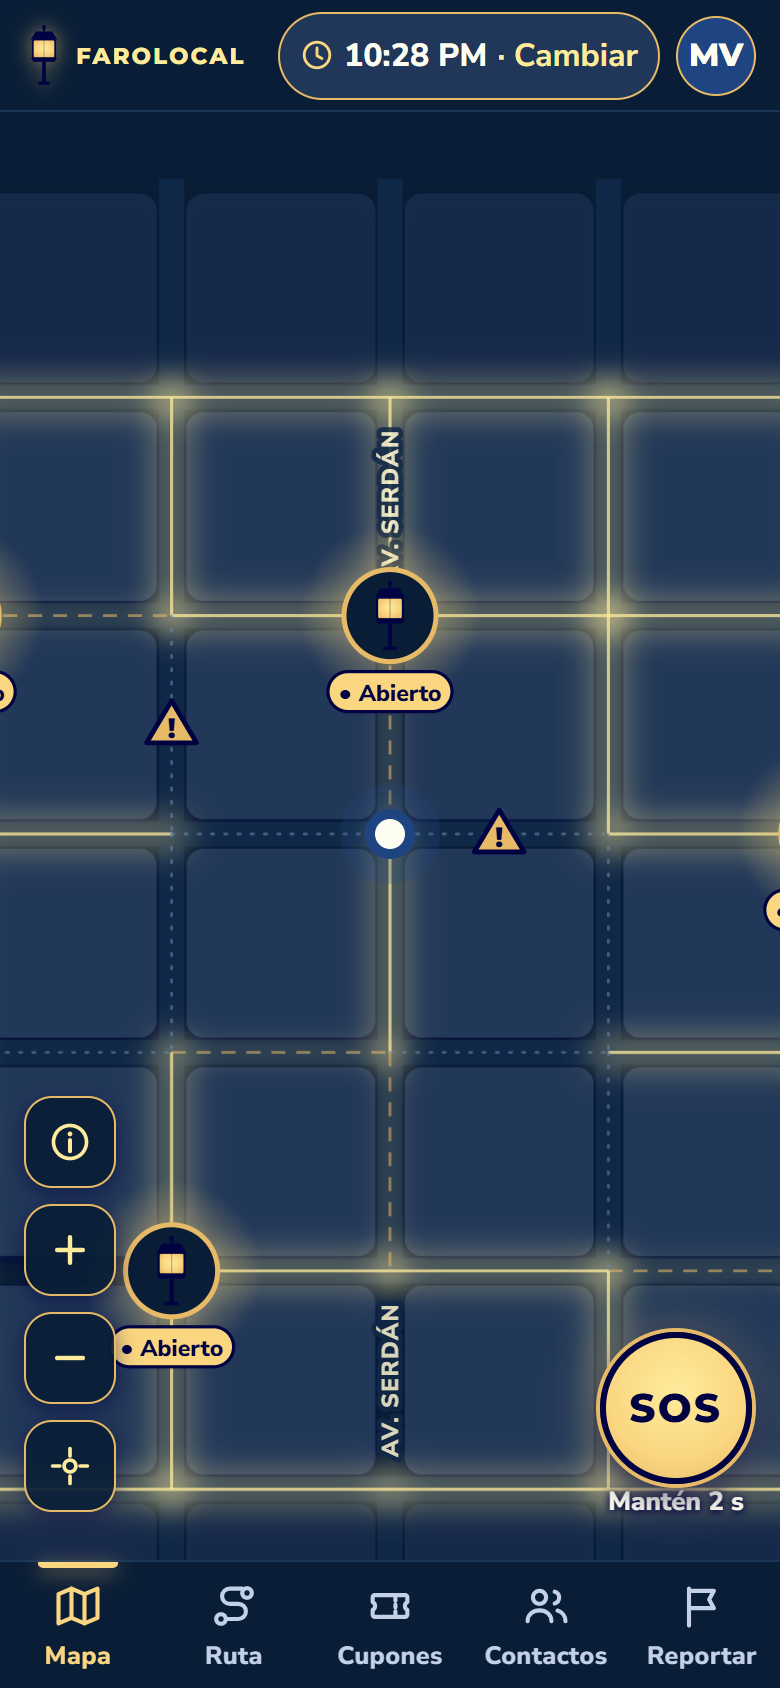 FAROLOCAL
10:28 PM · Cambiar
MV
AV. SERDÁN
• Abierto
• Abierto
AV. SERDÁN
SOS
Mantén 2 s
Mapa
Ruta
Cupones
Contactos
Reportar